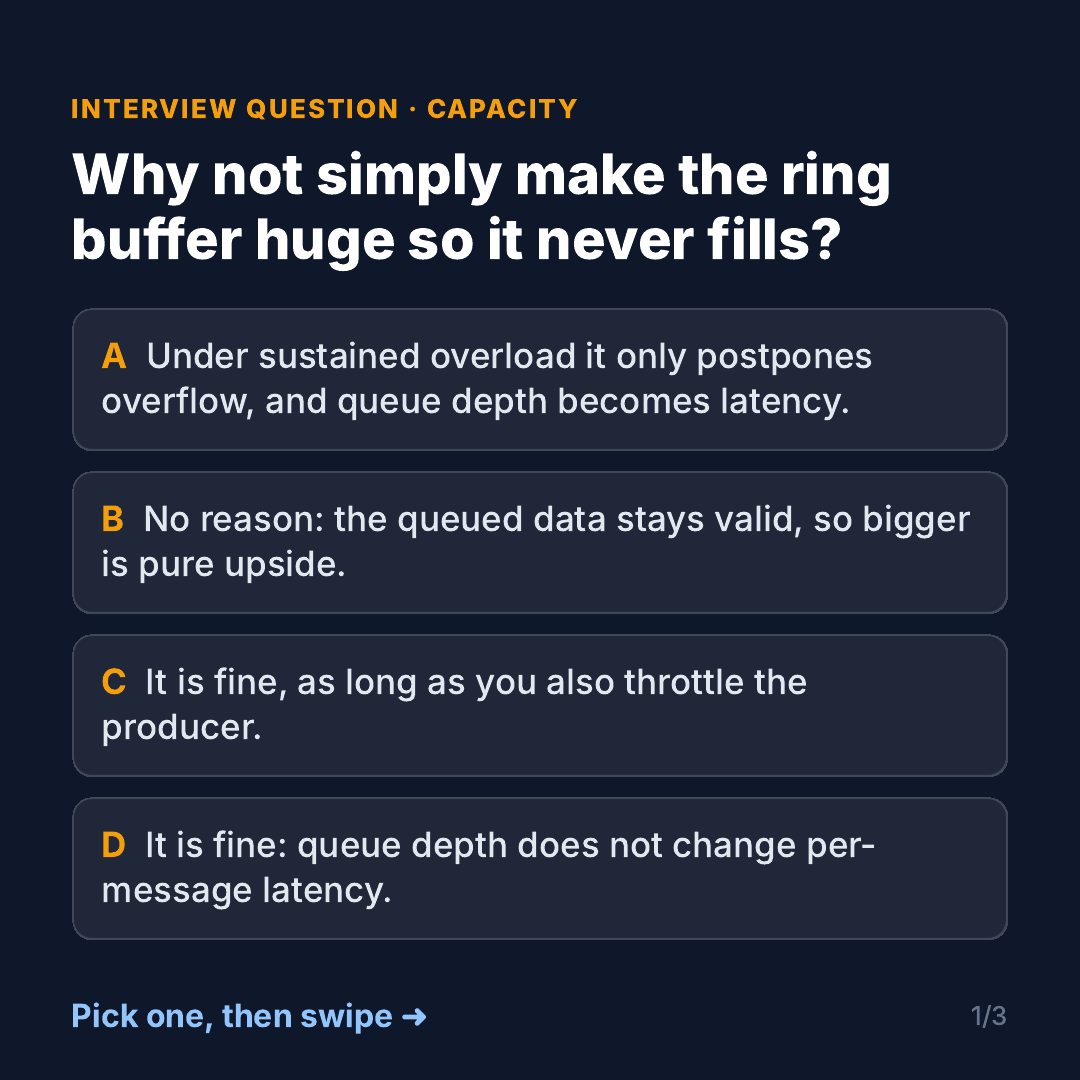 INTERVIEW QUESTION · CAPACITY
Why not simply make the ring
buffer huge so it never fills?
A Under sustained overload it only postpones
overflow, and queue depth becomes latency.
B No reason: the queued data stays valid, so bigger
is pure upside.
C It is fine, as long as you also throttle the
producer.
D It is fine: queue depth does not change per-
message latency.
Pick one, then swipe ➜
1/3